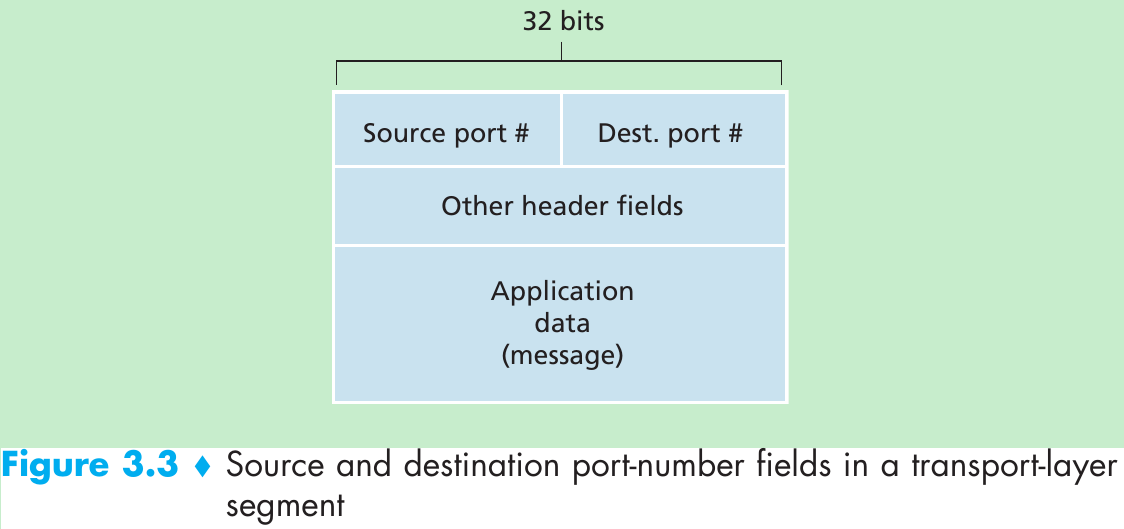 32 bits
Source port #
Dest. port #
Other header fields
Application
data
(message)
Figure 3.3 ♦ Source and destination port-number fields in a transport-layer
segment